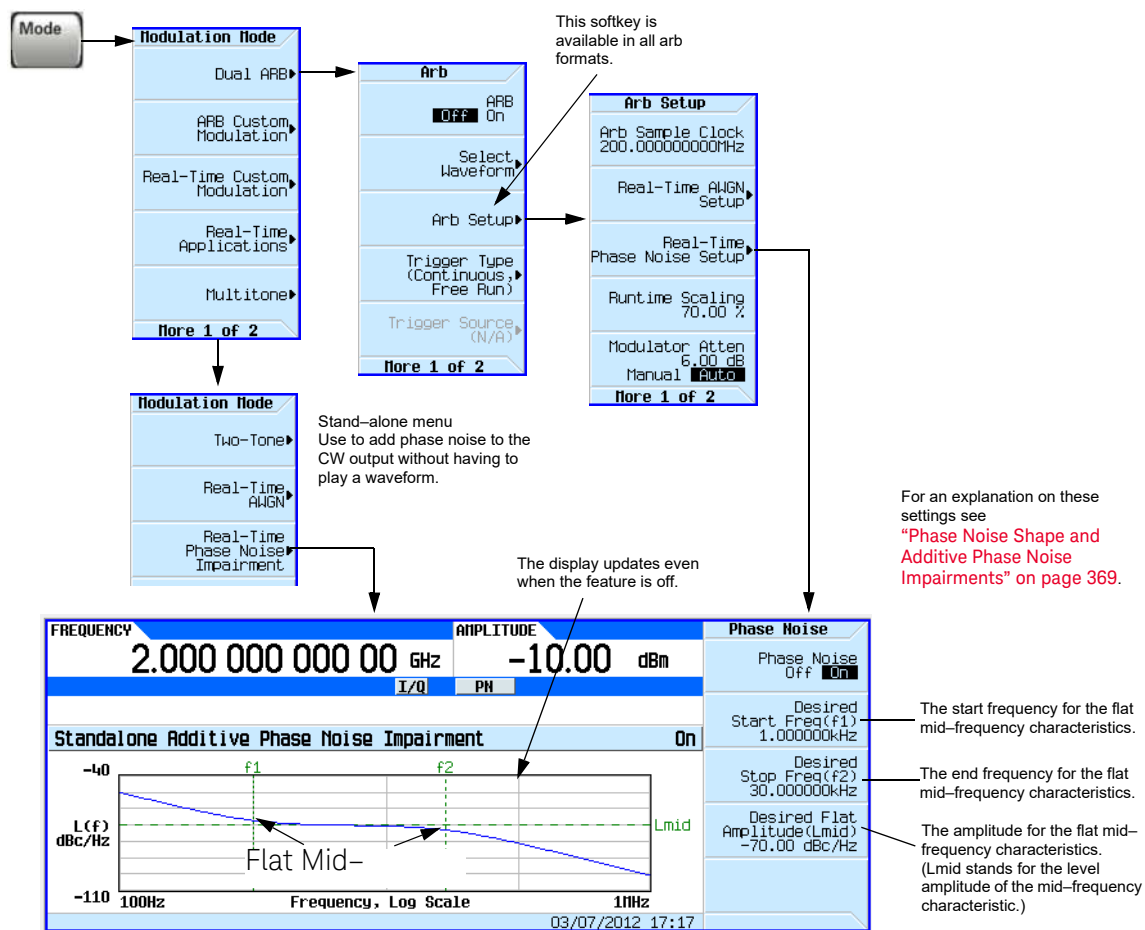 Mode
Modulation Mode
Dual ARB
ARB Custom
Modulation
Real-Time Custom
Modulation
Real-Time
Applications
Multitone
More 1 of 2
This softkey is
available in all arb
formats.
Arb
ARB
Off On
Select
Waveform
Arb Setup
Trigger Type
(Continuous,
Free Run)
Trigger Source
(N/A)
More 1 of 2
Arb Setup
Arb Sample Clock
200.000000000MHz
Real-Time AWGN
Setup
Real-Time
Phase Noise Setup
Runtime Scaling
70.00 %
Modulator Atten
6.00 dB
Manual Auto
More 1 of 2
Modulation Mode
Two-Tone
Real-Time
AWGN
Real-Time
Phase Noise
Impairment
Stand–alone menu
Use to add phase noise to the
CW output without having to
play a waveform.
For an explanation on these
settings see
“Phase Noise Shape and
Additive Phase Noise
Impairments” on page 369.
The display updates even
when the feature is off.
FREQUENCY
2.000 000 000 00 GHz
AMPLITUDE
-10.00 dBm
I/Q PN
Standalone Additive Phase Noise Impairment On
-40
f1 f2
L(f)
dBc/Hz
Lmid
Flat Mid–
-110
100Hz Frequency, Log Scale 1MHz
03/07/2012 17:17
Phase Noise
Phase Noise
Off On
Desired
Start Freq(f1)
1.000000kHz
Desired
Stop Freq(f2)
30.000000kHz
Desired Flat
Amplitude(Lmid)
-70.00 dBc/Hz
The start frequency for the flat
mid–frequency characteristics.
The end frequency for the flat
mid–frequency characteristics.
The amplitude for the flat mid–
frequency characteristics.
(Lmid stands for the level
amplitude of the mid–frequency
characteristic.)